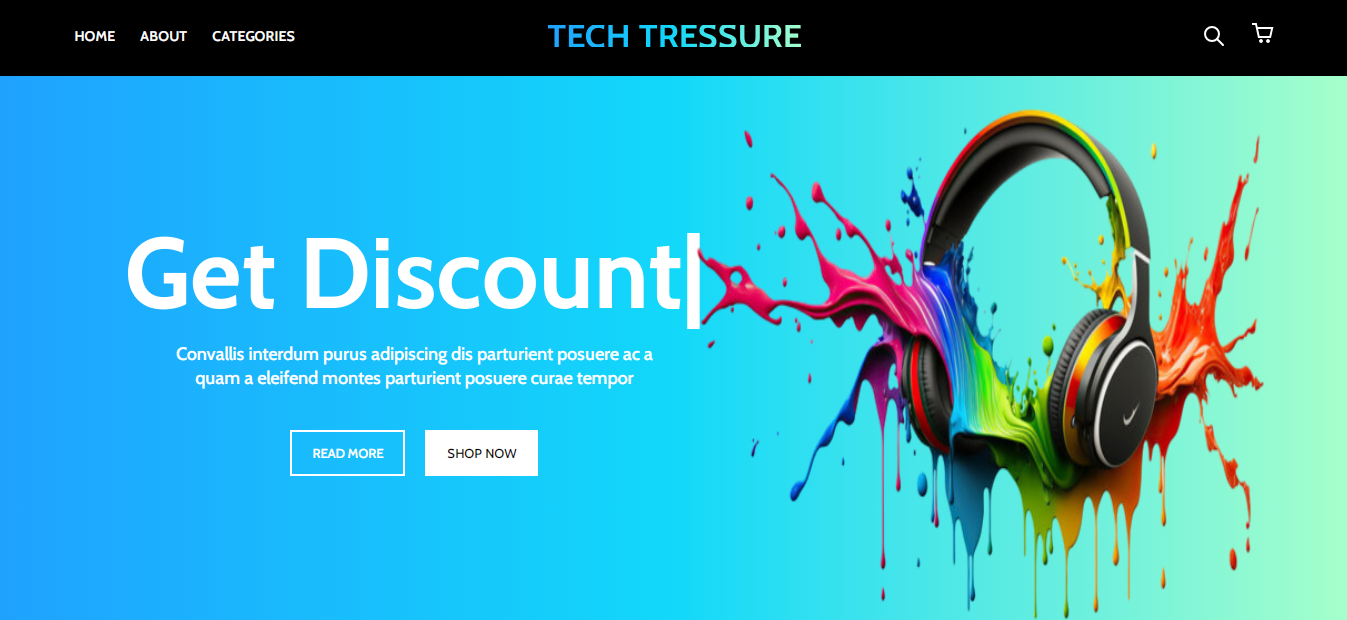 HOME ABOUT CATEGORIES TECH TRESSURE
Get Discount|
Convallis interdum purus adipiscing dis parturient posuere ac a
quam a eleifend montes parturient posuere curae tempor
READ MORE SHOP NOW